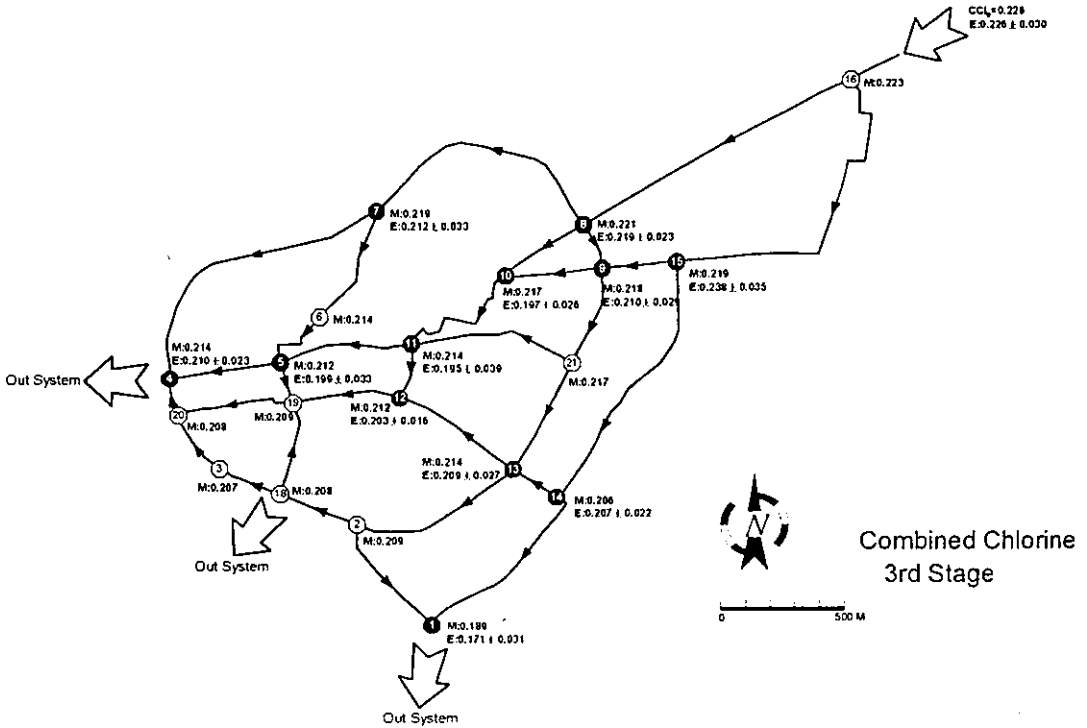 CCl₀=0.226
E:0.226 ± 0.030
16
M:0.223
7
M:0.219
E:0.212 ± 0.033
M:0.221
E:0.219 ± 0.023
15
M:0.219
E:0.238 ± 0.035
9
M:0.218
E:0.210 ± 0.029
10
M:0.217
E:0.197 ± 0.026
6
M:0.214
11
M:0.214
E:0.195 ± 0.039
21
M:0.217
M:0.214
E:0.210 ± 0.023
4
Out System
5
M:0.212
E:0.199 ± 0.033
12
M:0.212
E:0.203 ± 0.016
19
M:0.209
20
M:0.208
3
M:0.207
18
M:0.208
Out System
13
M:0.214
E:0.209 ± 0.027
14
M:0.206
E:0.207 ± 0.022
2
M:0.209
1
M:0.189
E:0.171 ± 0.031
Out System
N
Combined Chlorine
3rd Stage
0 500 M